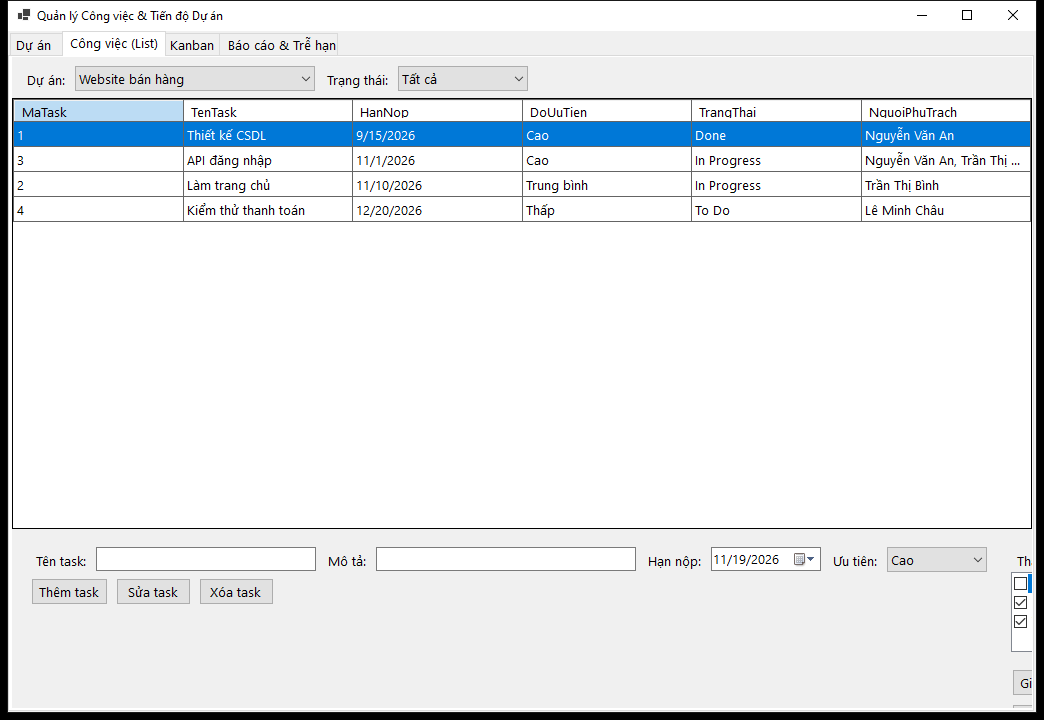 Quản lý Công việc & Tiến độ Dự án
Dự án Công việc (List) Kanban Báo cáo & Trễ hạn
Dự án: Website bán hàng Trạng thái: Tất cả
MaTask TenTask HanNop DoUuTien TrangThai NguoiPhuTrach
1 Thiết kế CSDL 9/15/2026 Cao Done Nguyễn Văn An
3 API đăng nhập 11/1/2026 Cao In Progress Nguyễn Văn An, Trần Thị ...
2 Làm trang chủ 11/10/2026 Trung bình In Progress Trần Thị Bình
4 Kiểm thử thanh toán 12/20/2026 Thấp To Do Lê Minh Châu
Tên task: Mô tả: Hạn nộp: 11/19/2026 Ưu tiên: Cao
Thêm task Sửa task Xóa task